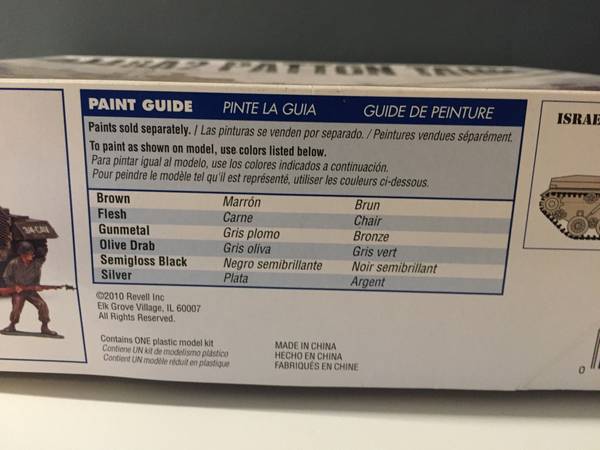 PATTON
PAINT GUIDE PINTE LA GUIA GUIDE DE PEINTURE
Paints sold separately. / Las pinturas se venden por separado. / Peintures vendues séparément.
To paint as shown on model, use colors listed below.
Para pintar igual al modelo, use los colores indicados a continuación.
Pour peindre le modèle tel qu'il est représenté, utiliser les couleurs ci-dessous.
Brown Marrón Brun
Flesh Carne Chair
Gunmetal Gris plomo Bronze
Olive Drab Gris oliva Gris vert
Semigloss Black Negro semibrillante Noir semibrillant
Silver Plata Argent
©2010 Revell Inc
Elk Grove Village, IL 60007
All Rights Reserved.
Contains ONE plastic model kit
Contiene UN kit de modelismo plástico
Contient UN modèle réduit en plastique
MADE IN CHINA
HECHO EN CHINA
FABRIQUÉS EN CHINE
ISRAE
0